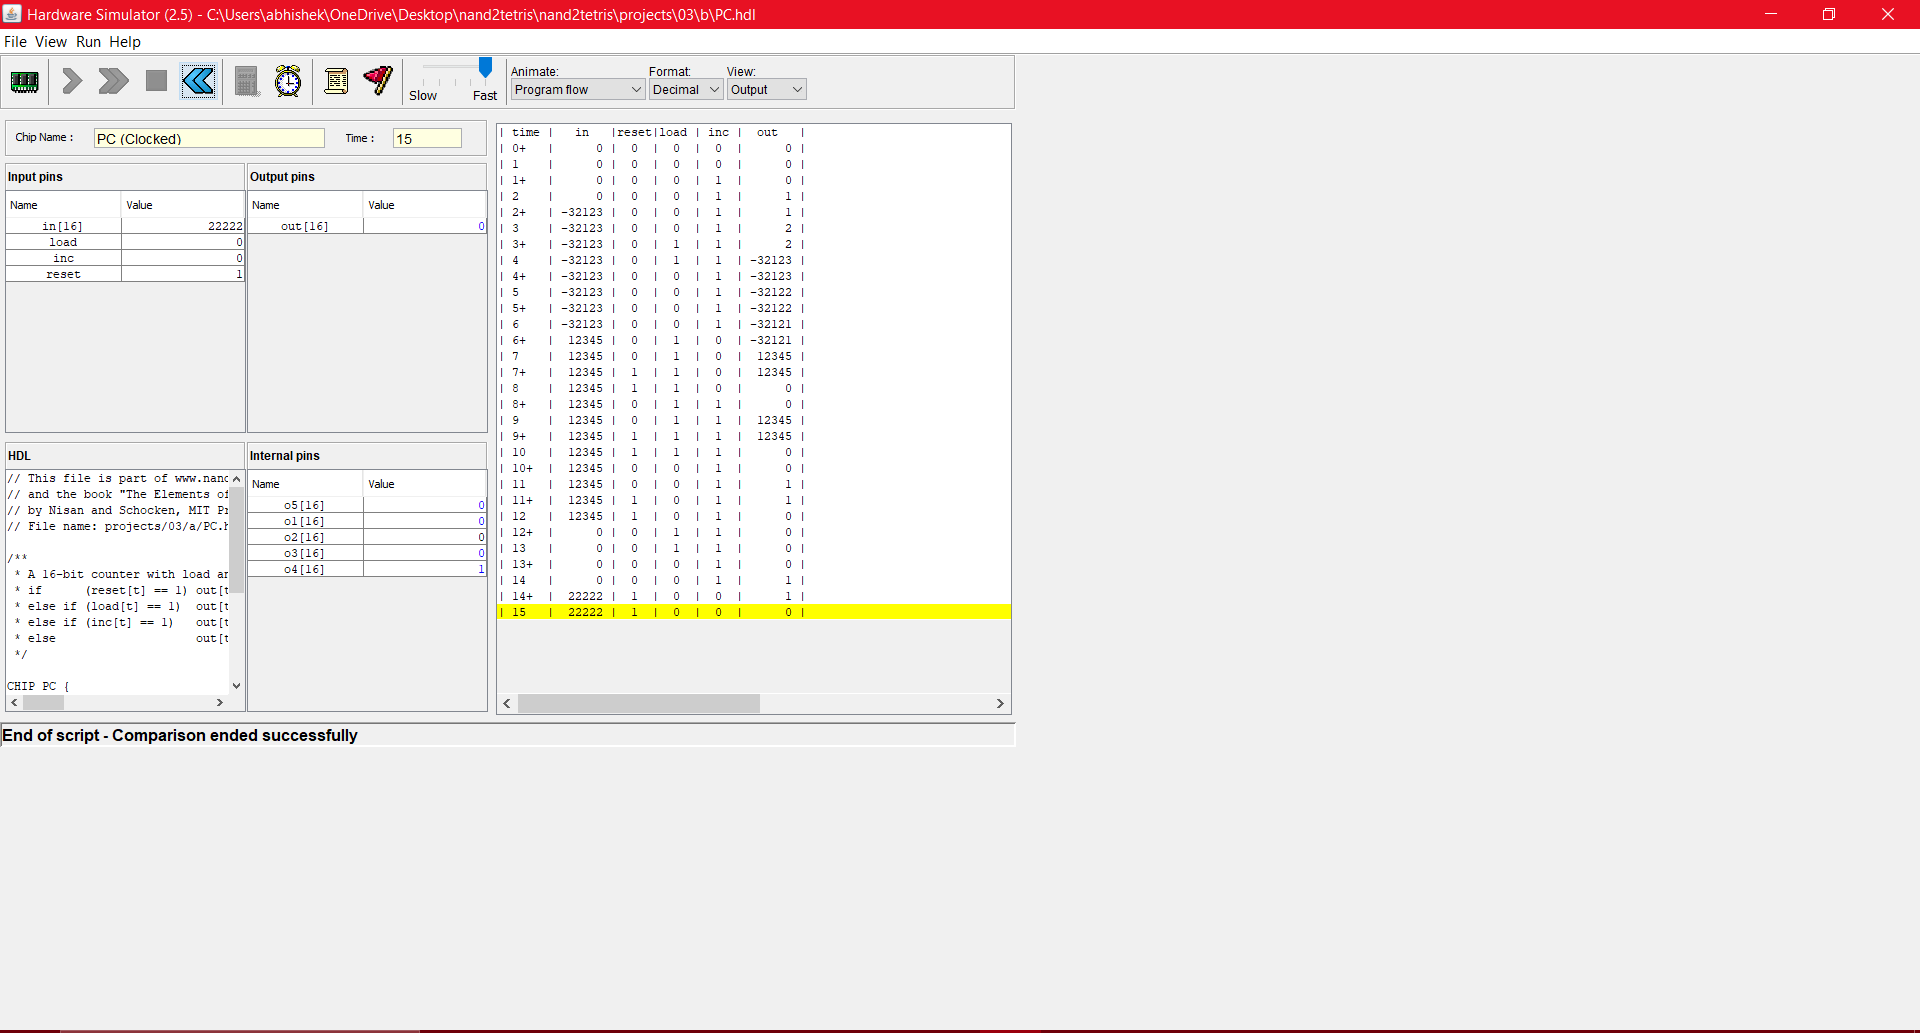 Hardware Simulator (2.5) - C:\Users\abhishek\OneDrive\Desktop\nand2tetris\nand2tetris\projects\03\b\PC.hdl
File View Run Help
Slow Fast
Animate: Format: View:
Program flow Decimal Output
Chip Name : PC (Clocked) Time : 15
Input pins
Name Value
in[16] 22222
load 0
inc 0
reset 1
Output pins
Name Value
out[16] 0
HDL
// This file is part of www.nand
// and the book "The Elements of
// by Nisan and Schocken, MIT Pr
// File name: projects/03/a/PC.h
/**
* A 16-bit counter with load an
* if (reset[t] == 1) out[t
* else if (load[t] == 1) out[t
* else if (inc[t] == 1) out[t
* else out[t
*/
CHIP PC {
Internal pins
Name Value
o5[16] 0
o1[16] 0
o2[16] 0
o3[16] 0
o4[16] 1
| time | in |reset|load | inc | out |
| 0+ | 0 | 0 | 0 | 0 | 0 |
| 1 | 0 | 0 | 0 | 0 | 0 |
| 1+ | 0 | 0 | 0 | 1 | 0 |
| 2 | 0 | 0 | 0 | 1 | 1 |
| 2+ | -32123 | 0 | 0 | 1 | 1 |
| 3 | -32123 | 0 | 0 | 1 | 2 |
| 3+ | -32123 | 0 | 1 | 1 | 2 |
| 4 | -32123 | 0 | 1 | 1 | -32123 |
| 4+ | -32123 | 0 | 0 | 1 | -32123 |
| 5 | -32123 | 0 | 0 | 1 | -32122 |
| 5+ | -32123 | 0 | 0 | 1 | -32122 |
| 6 | -32123 | 0 | 0 | 1 | -32121 |
| 6+ | 12345 | 0 | 1 | 0 | -32121 |
| 7 | 12345 | 0 | 1 | 0 | 12345 |
| 7+ | 12345 | 1 | 1 | 0 | 12345 |
| 8 | 12345 | 1 | 1 | 0 | 0 |
| 8+ | 12345 | 0 | 1 | 1 | 0 |
| 9 | 12345 | 0 | 1 | 1 | 12345 |
| 9+ | 12345 | 1 | 1 | 1 | 12345 |
| 10 | 12345 | 1 | 1 | 1 | 0 |
| 10+ | 12345 | 0 | 0 | 1 | 0 |
| 11 | 12345 | 0 | 0 | 1 | 1 |
| 11+ | 12345 | 1 | 0 | 1 | 1 |
| 12 | 12345 | 1 | 0 | 1 | 0 |
| 12+ | 0 | 0 | 1 | 1 | 0 |
| 13 | 0 | 0 | 1 | 1 | 0 |
| 13+ | 0 | 0 | 0 | 1 | 0 |
| 14 | 0 | 0 | 0 | 1 | 1 |
| 14+ | 22222 | 1 | 0 | 0 | 1 |
| 15 | 22222 | 1 | 0 | 0 | 0 |
End of script - Comparison ended successfully